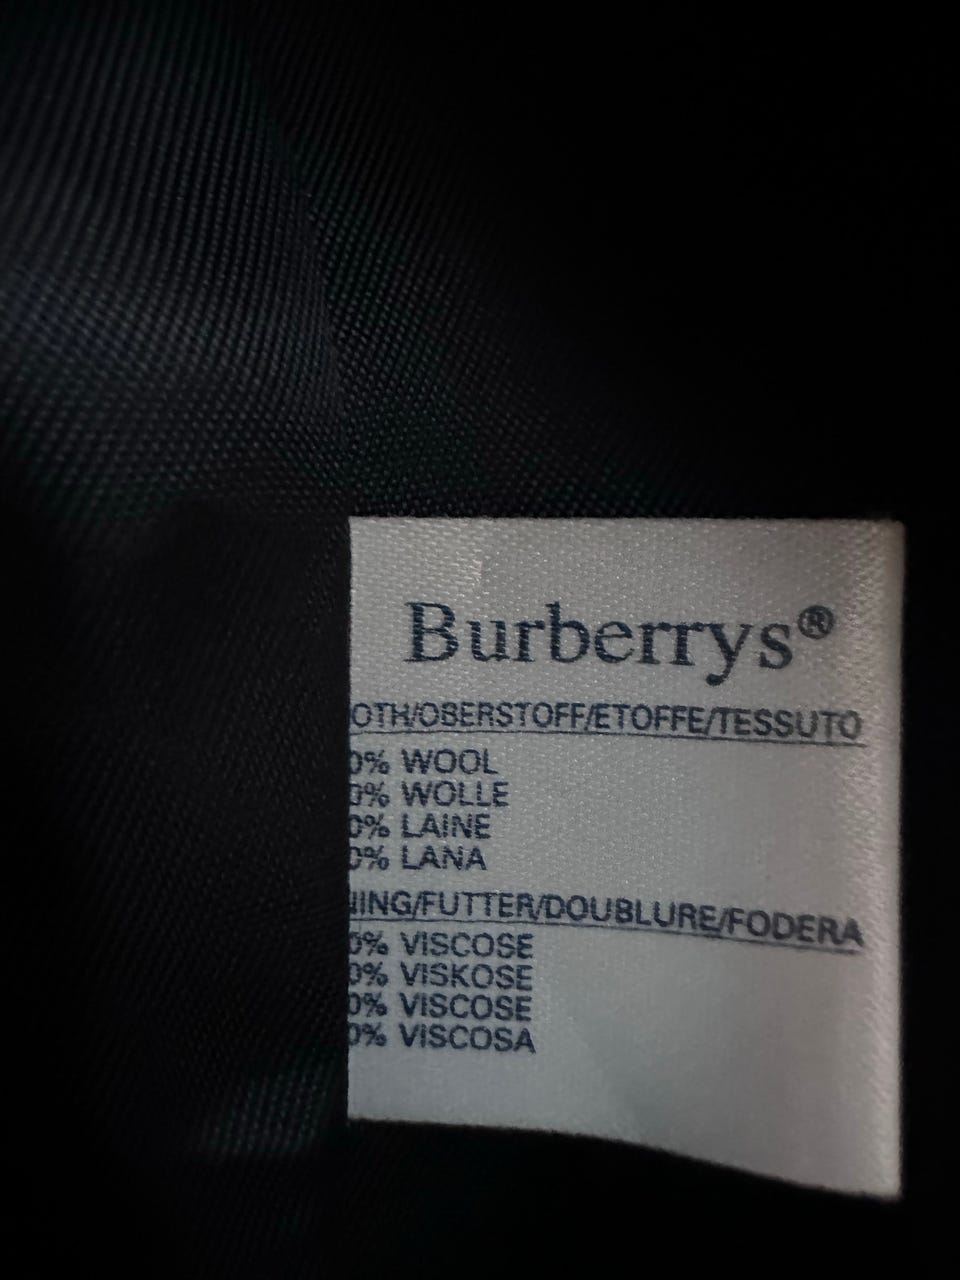 Burberrys®
OTH/OBERSTOFF/ETOFFE/TESSUTO
0% WOOL
0% WOLLE
0% LAINE
0% LANA
NING/FUTTER/DOUBLURE/FODERA
0% VISCOSE
0% VISKOSE
0% VISCOSE
0% VISCOSA